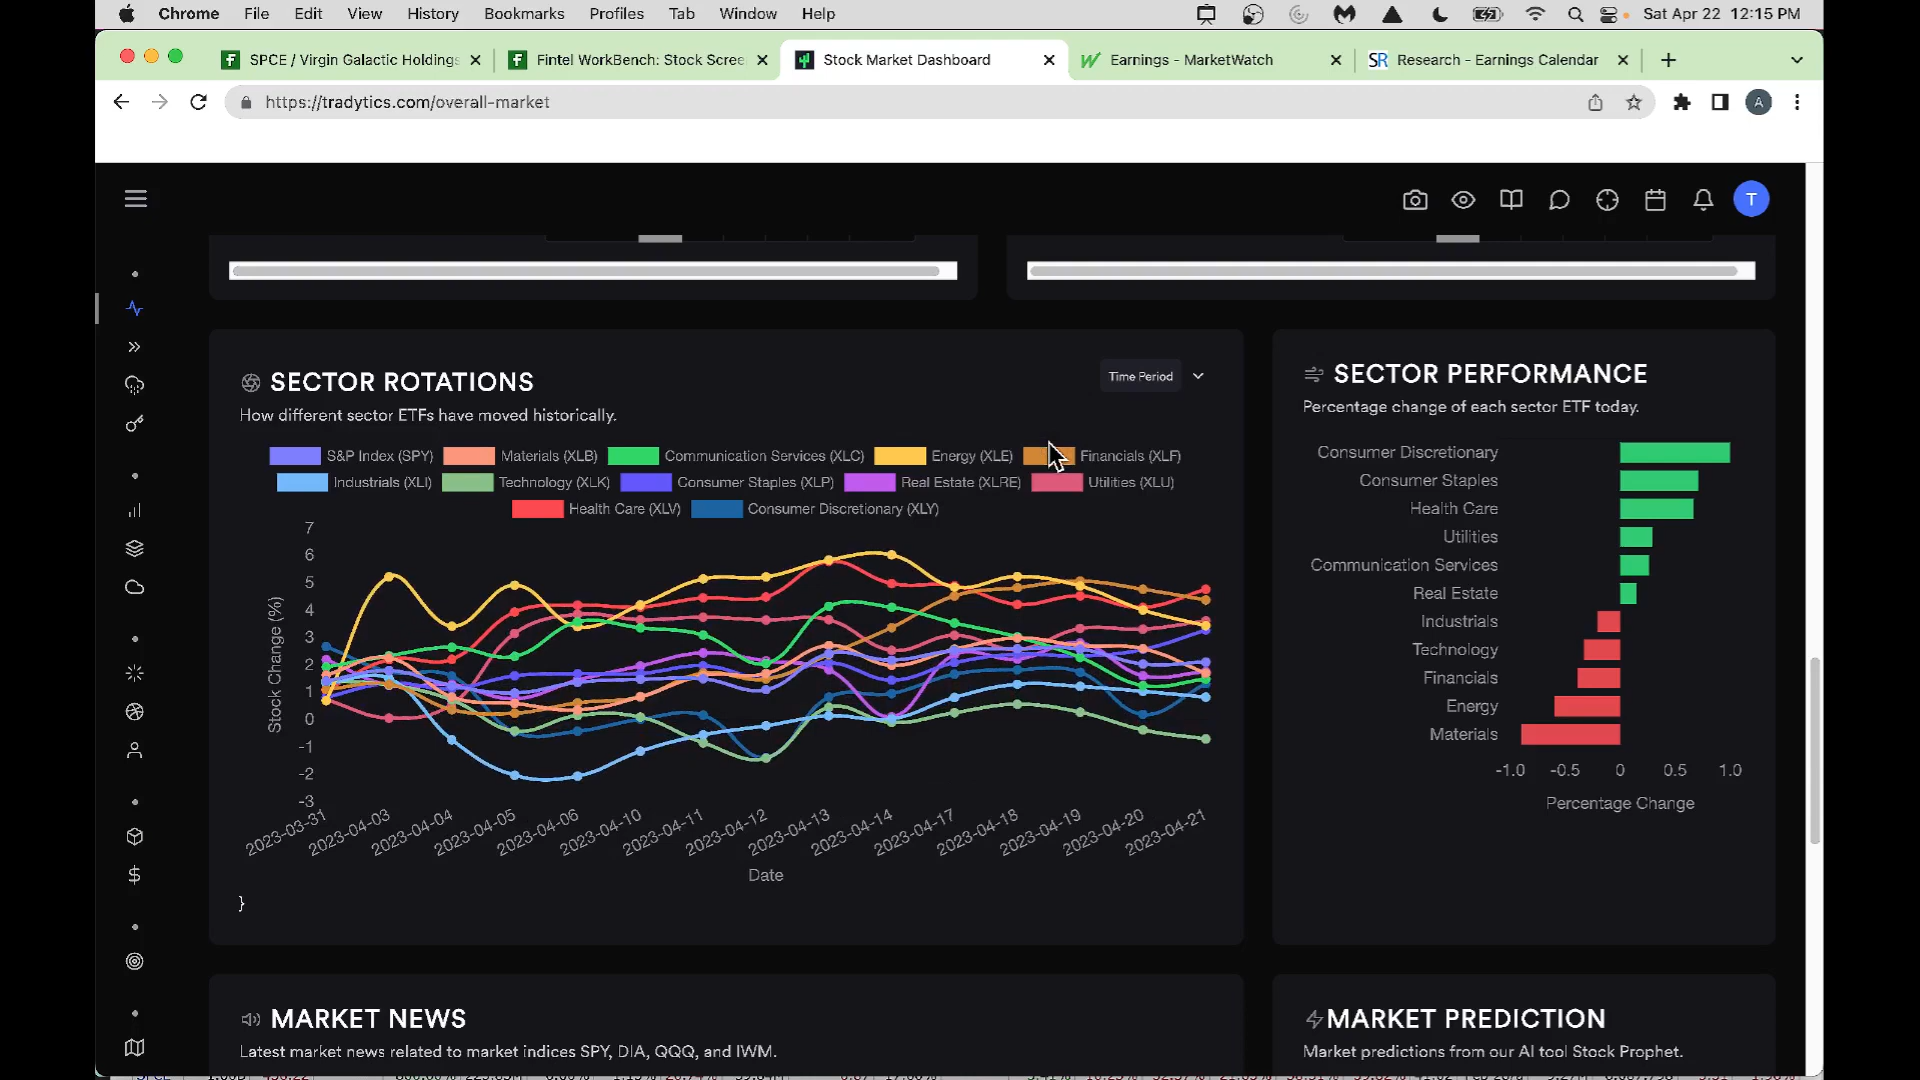 Chrome File Edit View History Bookmarks Profiles Tab Window Help Sat Apr 22 12:15 PM
SPCE / Virgin Galactic Holdings Fintel WorkBench: Stock Scree Stock Market Dashboard Earnings - MarketWatch Research - Earnings Calendar
https://tradytics.com/overall-market
A
T
SECTOR ROTATIONS
Time Period
How different sector ETFs have moved historically.
S&P Index (SPY) Materials (XLB) Communication Services (XLC) Energy (XLE) Financials (XLF)
Industrials (XLI) Technology (XLK) Consumer Staples (XLP) Real Estate (XLRE) Utilities (XLU)
Health Care (XLV) Consumer Discretionary (XLY)
7
6
5
4
3
2
1
0
-1
-2
-3
Stock Change (%)
2023-03-31 2023-04-03 2023-04-04 2023-04-05 2023-04-06 2023-04-10 2023-04-11 2023-04-12 2023-04-13 2023-04-14 2023-04-17 2023-04-18 2023-04-19 2023-04-20 2023-04-21
Date
}
SECTOR PERFORMANCE
Percentage change of each sector ETF today.
Consumer Discretionary
Consumer Staples
Health Care
Utilities
Communication Services
Real Estate
Industrials
Technology
Financials
Energy
Materials
-1.0 -0.5 0 0.5 1.0
Percentage Change
MARKET NEWS
Latest market news related to market indices SPY, DIA, QQQ, and IWM.
MARKET PREDICTION
Market predictions from our AI tool Stock Prophet.